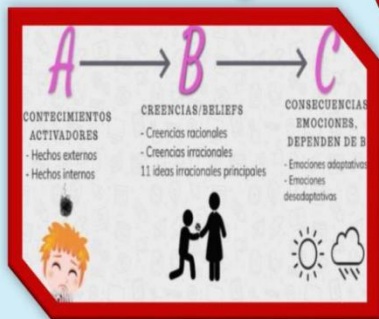 A
B
C
CONTECIMIENTOS
ACTIVADORES
- Hechos externos
- Hechos internos
CREENCIAS/BELIEFS
- Creencias racionales
- Creencias irracionales
11 ideas irracionales principales
CONSECUENCIAS
EMOCIONES,
DEPENDEN DE B
- Emociones adaptativas
- Emociones
desadaptativas